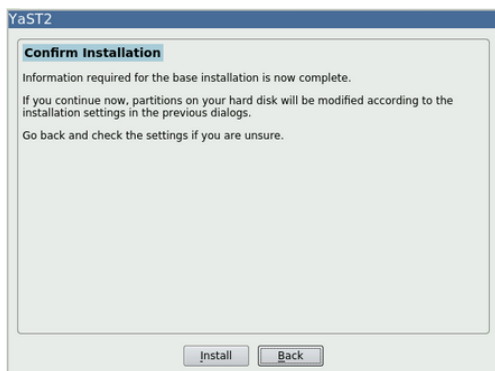 YaST2
Confirm Installation
Information required for the base installation is now complete.
If you continue now, partitions on your hard disk will be modified according to the
installation settings in the previous dialogs.
Go back and check the settings if you are unsure.
Install Back